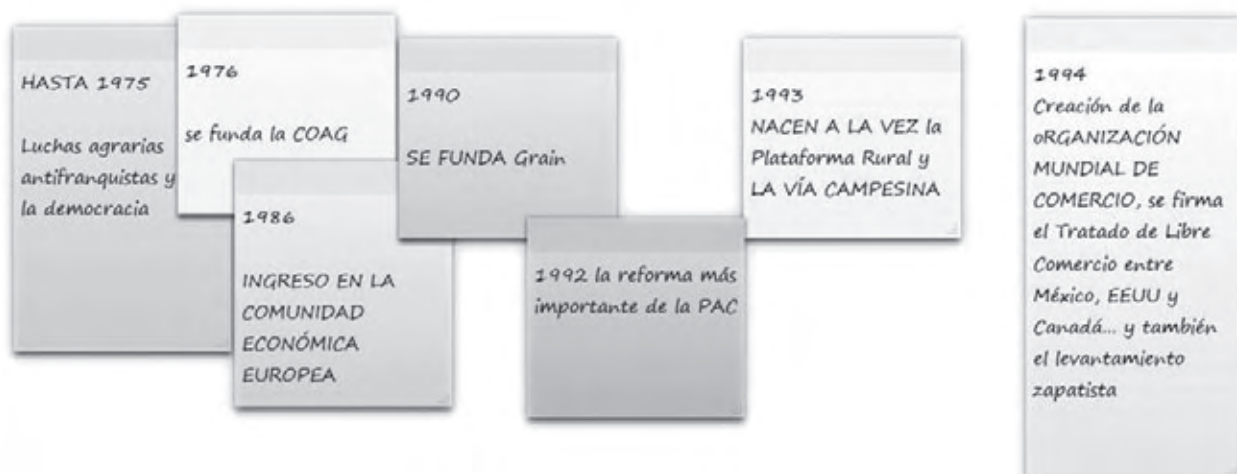 HASTA 1975
Luchas agrarias
antifranquistas y
la democracia
1976
se funda la COAG
1986
INGRESO EN LA
COMUNIDAD
ECONÓMICA
EUROPEA
1990
SE FUNDA Grain
1992 la reforma más
importante de la PAC
1993
NACEN A LA VEZ la
Plataforma Rural y
LA VÍA CAMPESINA
1994
Creación de la
oRGANIZACIÓN
MUNDIAL DE
COMERCIO, se firma
el Tratado de Libre
Comercio entre
México, EEUU y
Canadá... y también
el levantamiento
zapatista